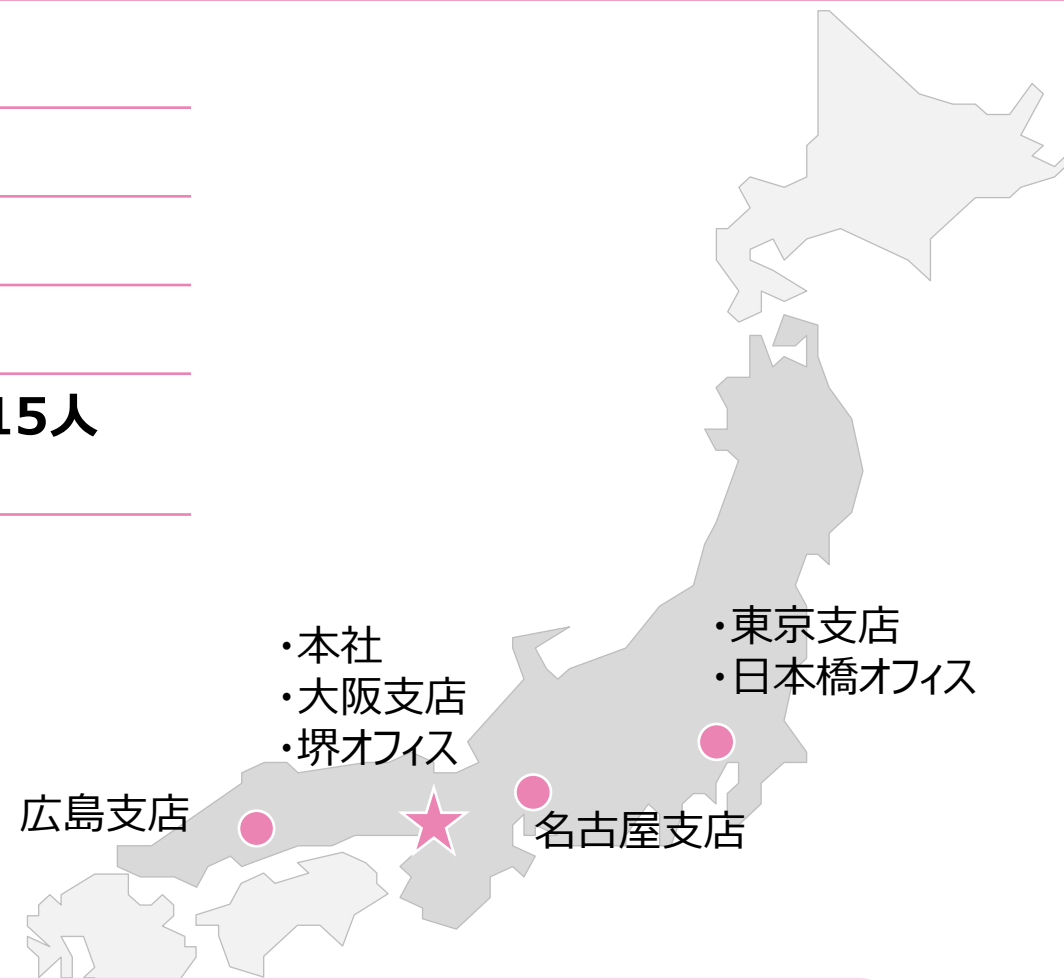 15人
・本社
・大阪支店
・堺オフィス
・東京支店
・日本橋オフィス
広島支店
名古屋支店